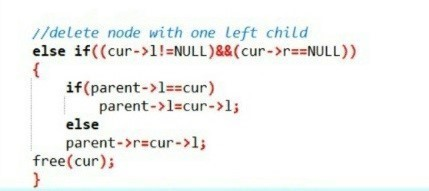 //delete node with one left child
else if((cur->l!=NULL)&&(cur->r==NULL))
{
if(parent->l==cur)
parent->l=cur->l;
else
parent->r=cur->l;
free(cur);
}